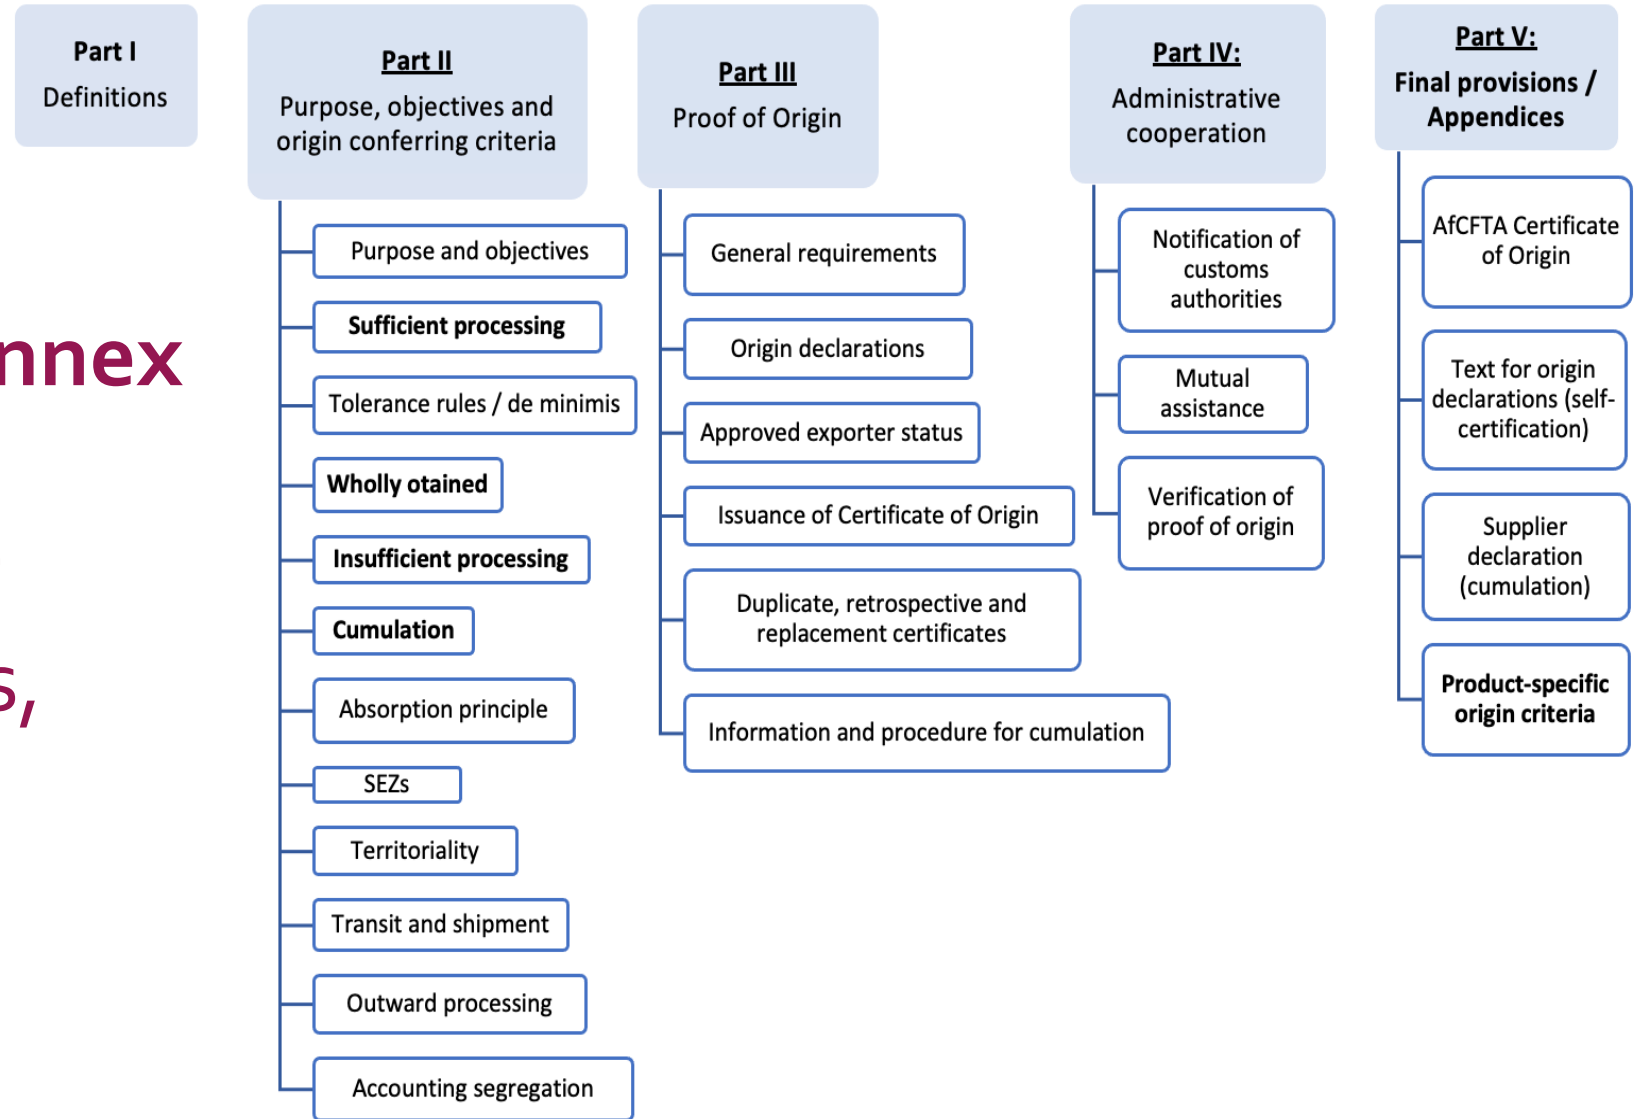 nnex
s,
Part I
Definitions
Part II
Purpose, objectives and
origin conferring criteria
Purpose and objectives
Sufficient processing
Tolerance rules / de minimis
Wholly otained
Insufficient processing
Cumulation
Absorption principle
SEZs
Territoriality
Transit and shipment
Outward processing
Accounting segregation
Part III
Proof of Origin
General requirements
Origin declarations
Approved exporter status
Issuance of Certificate of Origin
Duplicate, retrospective and
replacement certificates
Information and procedure for cumulation
Part IV:
Administrative
cooperation
Notification of
customs
authorities
Mutual
assistance
Verification of
proof of origin
Part V:
Final provisions /
Appendices
AfCFTA Certificate
of Origin
Text for origin
declarations (self-
certification)
Supplier
declaration
(cumulation)
Product-specific
origin criteria